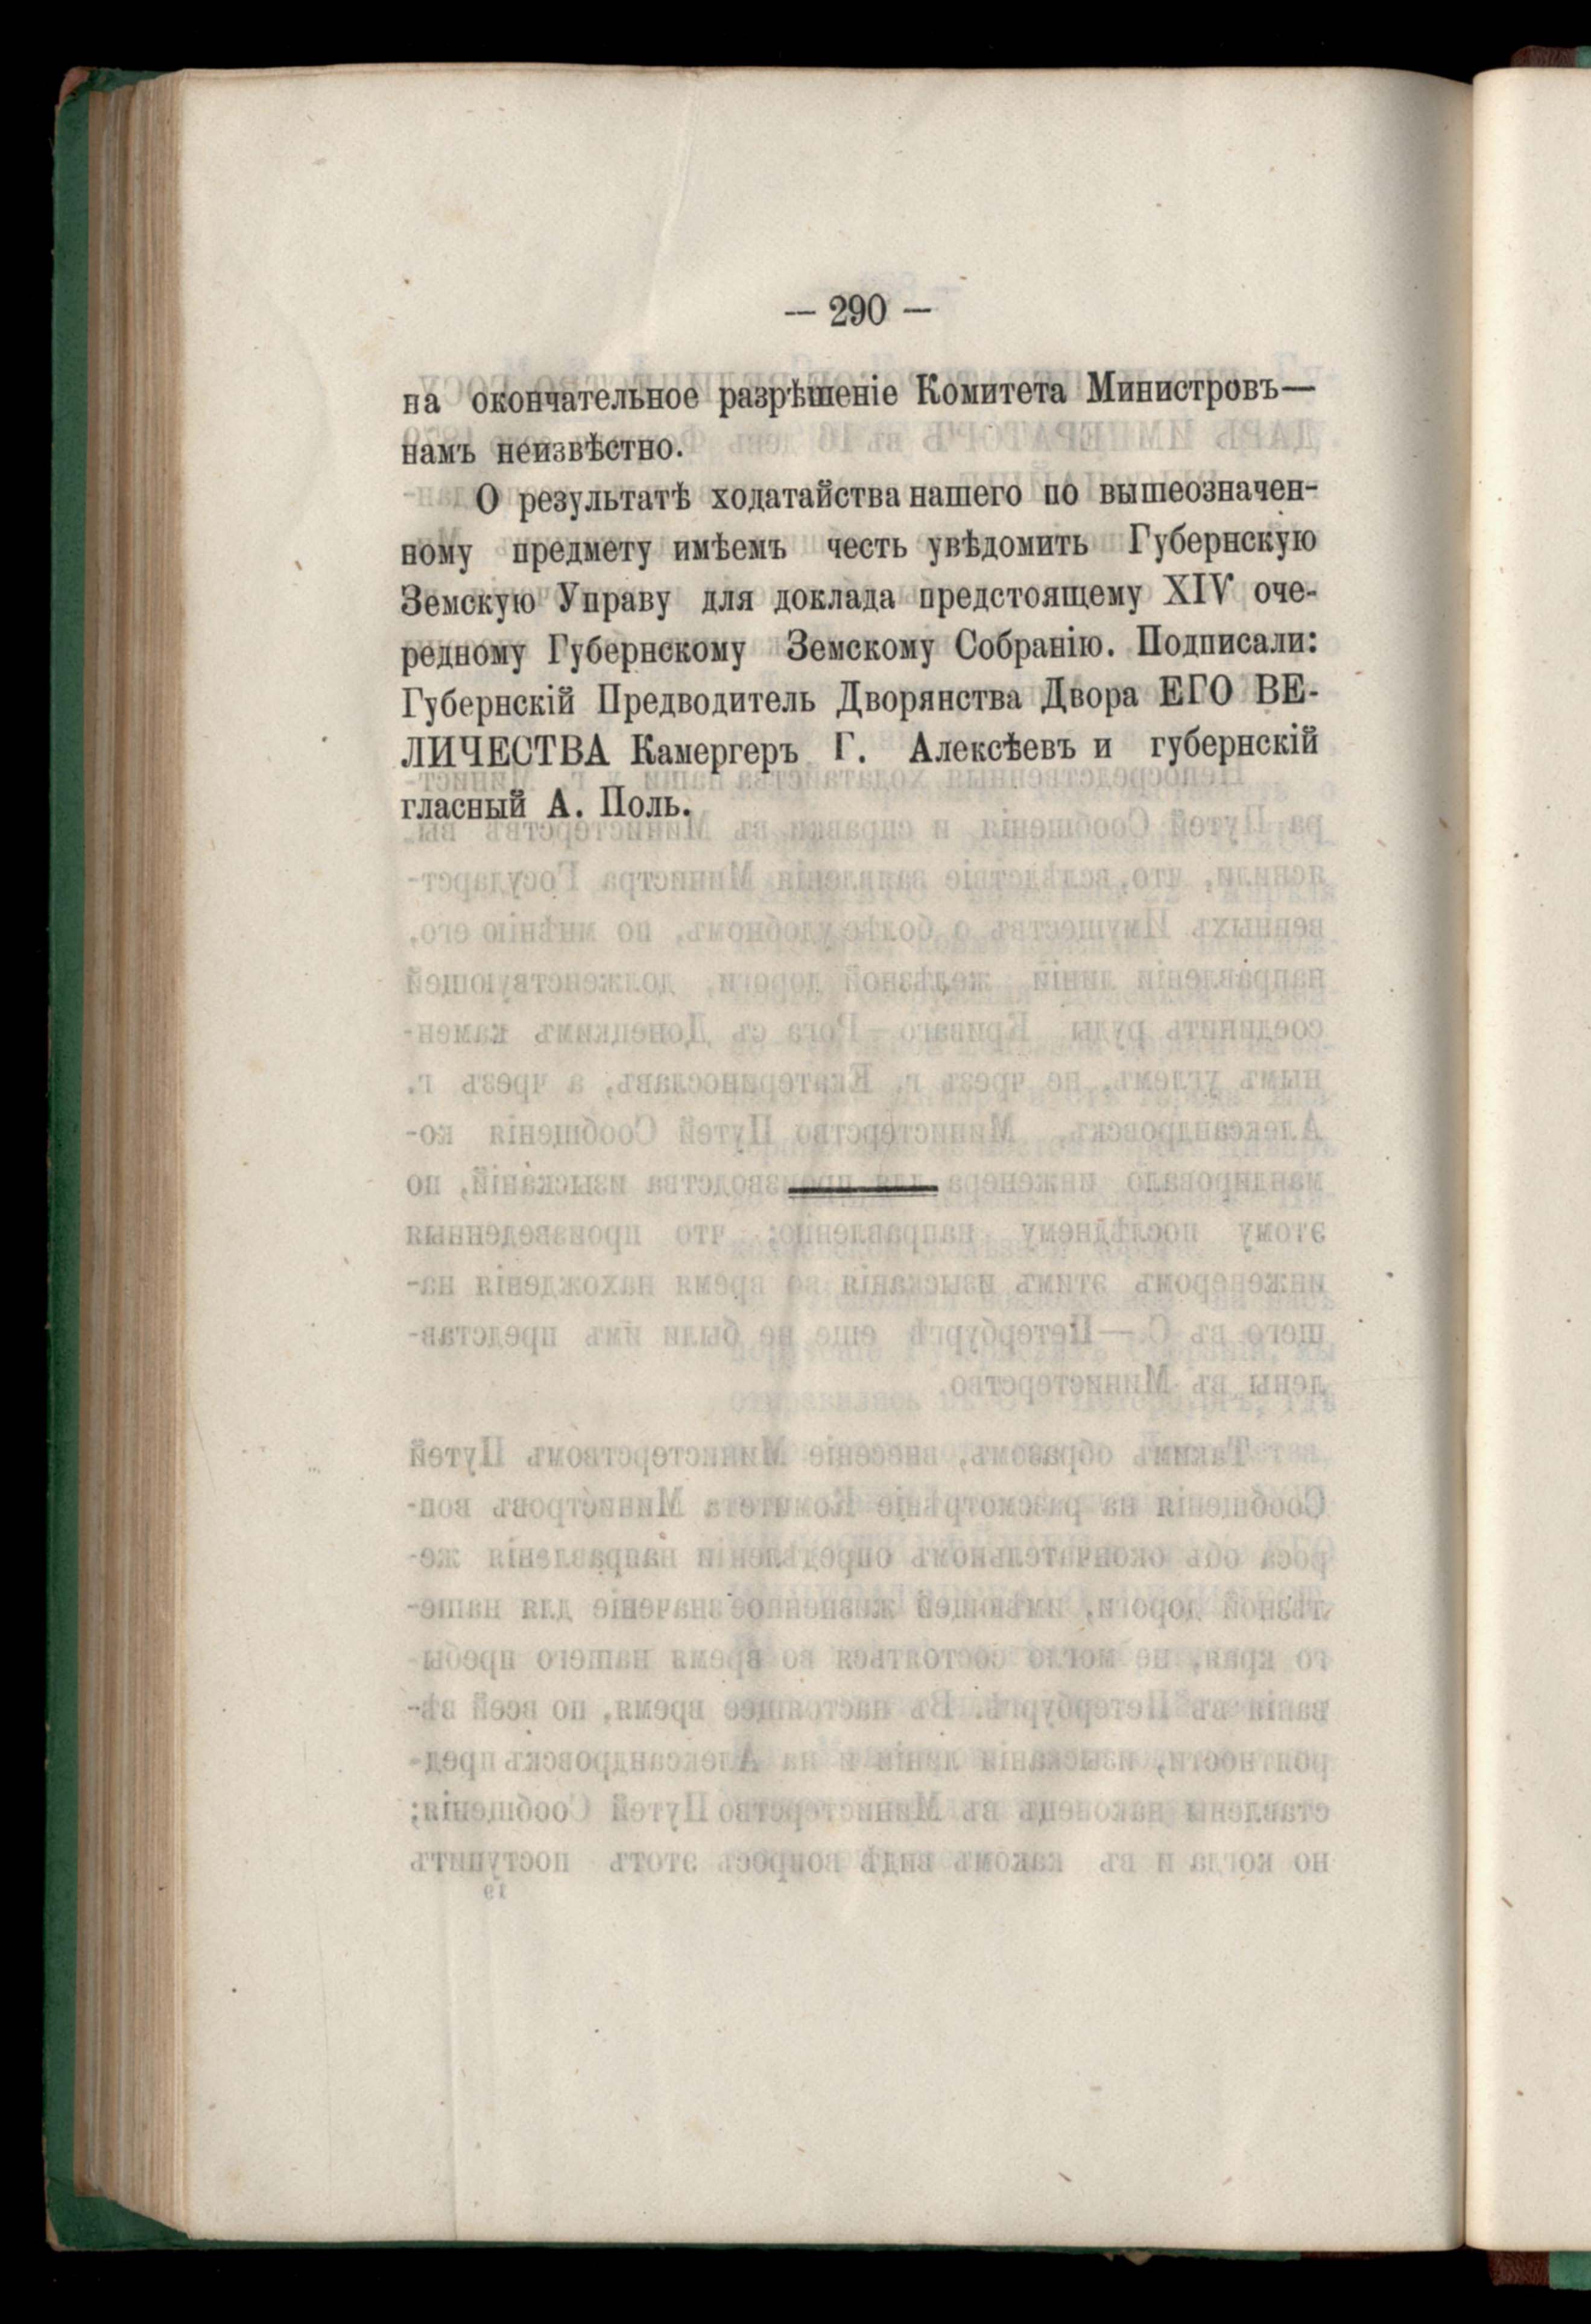 — 290 —
на окончательное разрѣшеніе Комитета Министровъ—
намъ неизвѣстно.
О результатѣ ходатайства нашего по вышеозначен-
ному предмету имѣемъ честь увѣдомить Губернскую
Земскую Управу для доклада предстоящему XIV оче-
редному Губернскому Земскому Собранію. Подписали:
Губернскій Предводитель Дворянства Двора ЕГО ВЕ-
ЛИЧЕСТВА Камергеръ Г. Алексѣевъ и губернскій
гласный А. Поль.